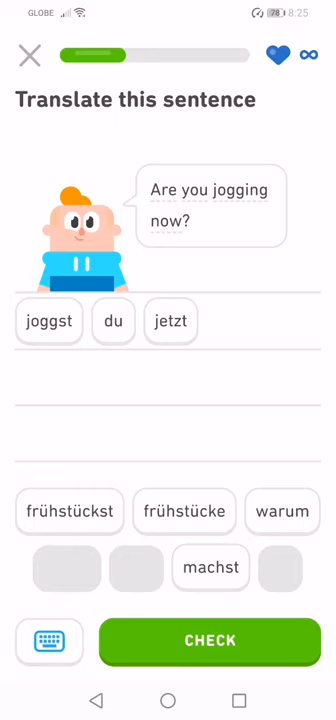 GLOBE 78 8:25
Translate this sentence
Are you jogging
now?
joggst du jetzt
frühstückst frühstücke warum
machst
CHECK